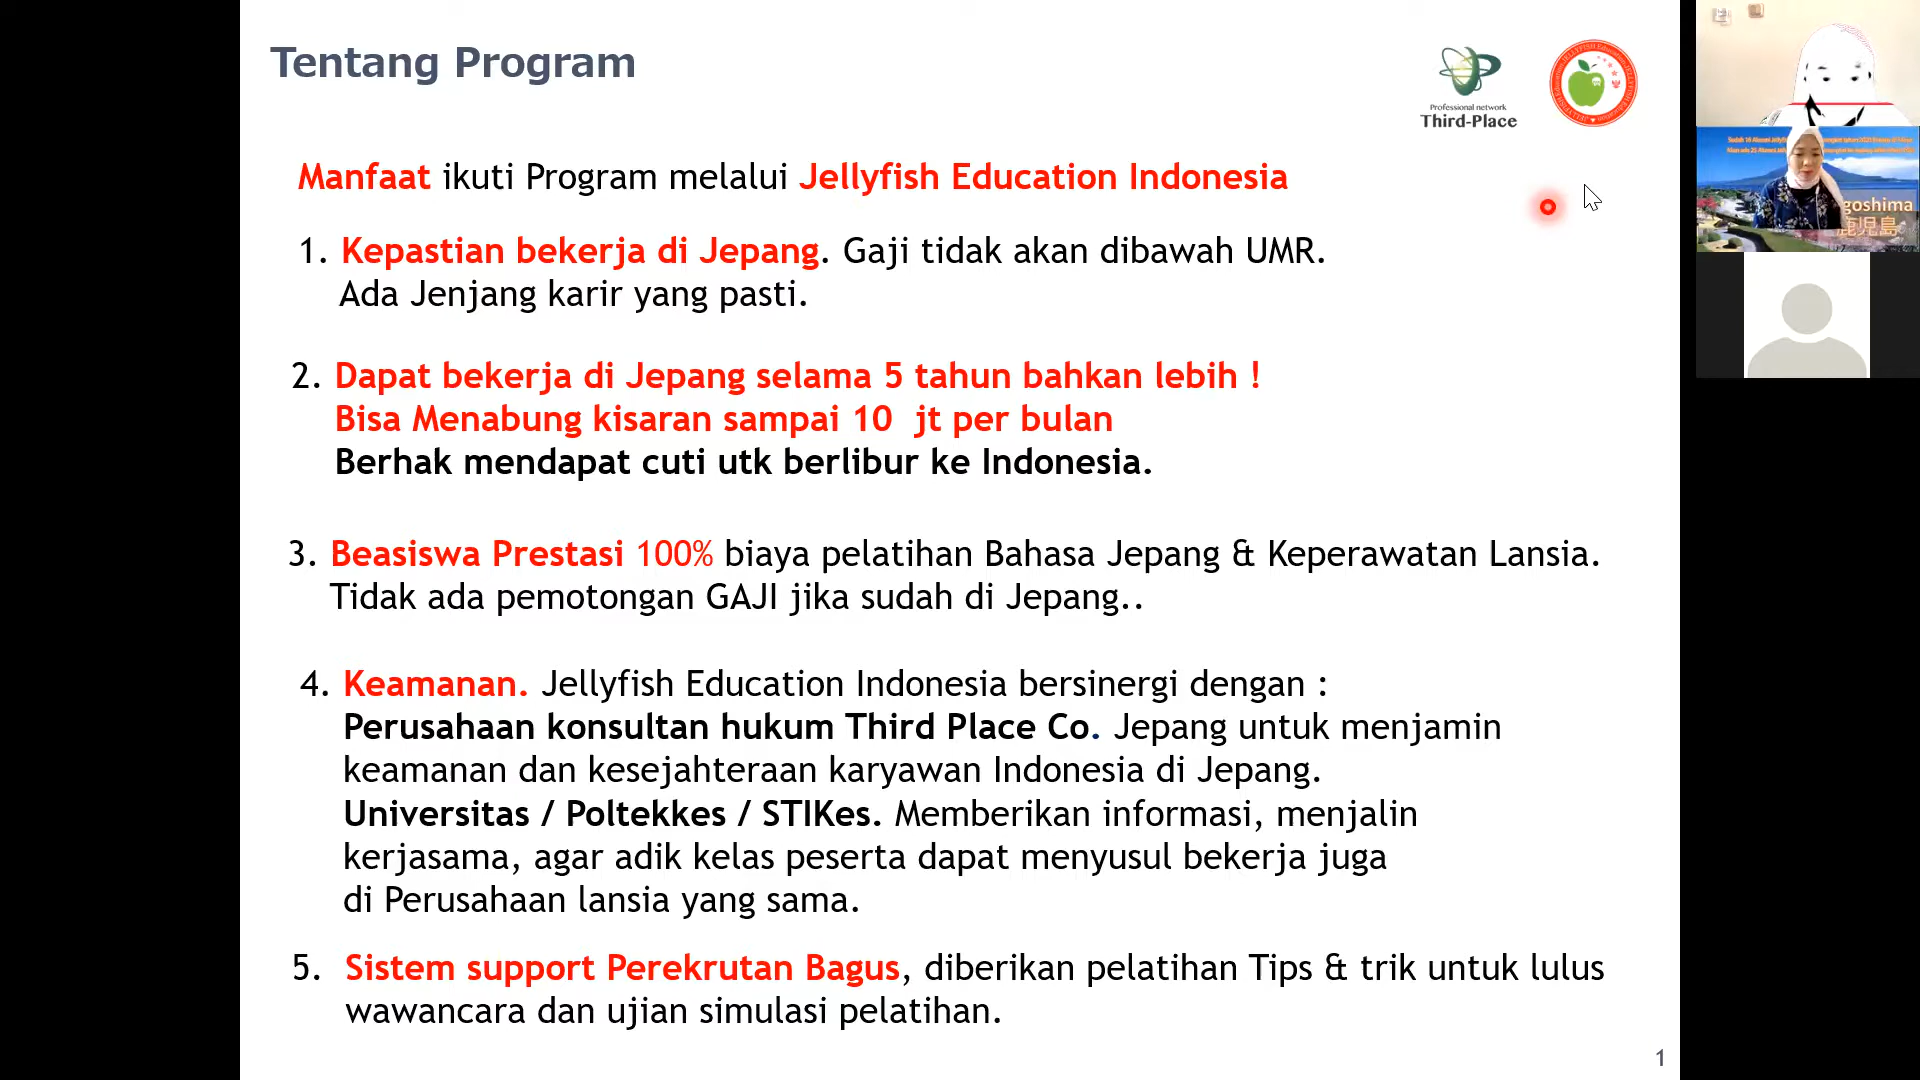 Tentang Program
Professional network
Third-Place
Manfaat ikuti Program melalui Jellyfish Education Indonesia
1. Kepastian bekerja di Jepang. Gaji tidak akan dibawah UMR.
Ada Jenjang karir yang pasti.
2. Dapat bekerja di Jepang selama 5 tahun bahkan lebih !
Bisa Menabung kisaran sampai 10 jt per bulan
Berhak mendapat cuti utk berlibur ke Indonesia.
3. Beasiswa Prestasi 100% biaya pelatihan Bahasa Jepang & Keperawatan Lansia.
Tidak ada pemotongan GAJI jika sudah di Jepang..
4. Keamanan. Jellyfish Education Indonesia bersinergi dengan :
Perusahaan konsultan hukum Third Place Co. Jepang untuk menjamin
keamanan dan kesejahteraan karyawan Indonesia di Jepang.
Universitas / Poltekkes / STIKes. Memberikan informasi, menjalin
kerjasama, agar adik kelas peserta dapat menyusul bekerja juga
di Perusahaan lansia yang sama.
5. Sistem support Perekrutan Bagus, diberikan pelatihan Tips & trik untuk lulus
wawancara dan ujian simulasi pelatihan.
1
goshima
鹿児島